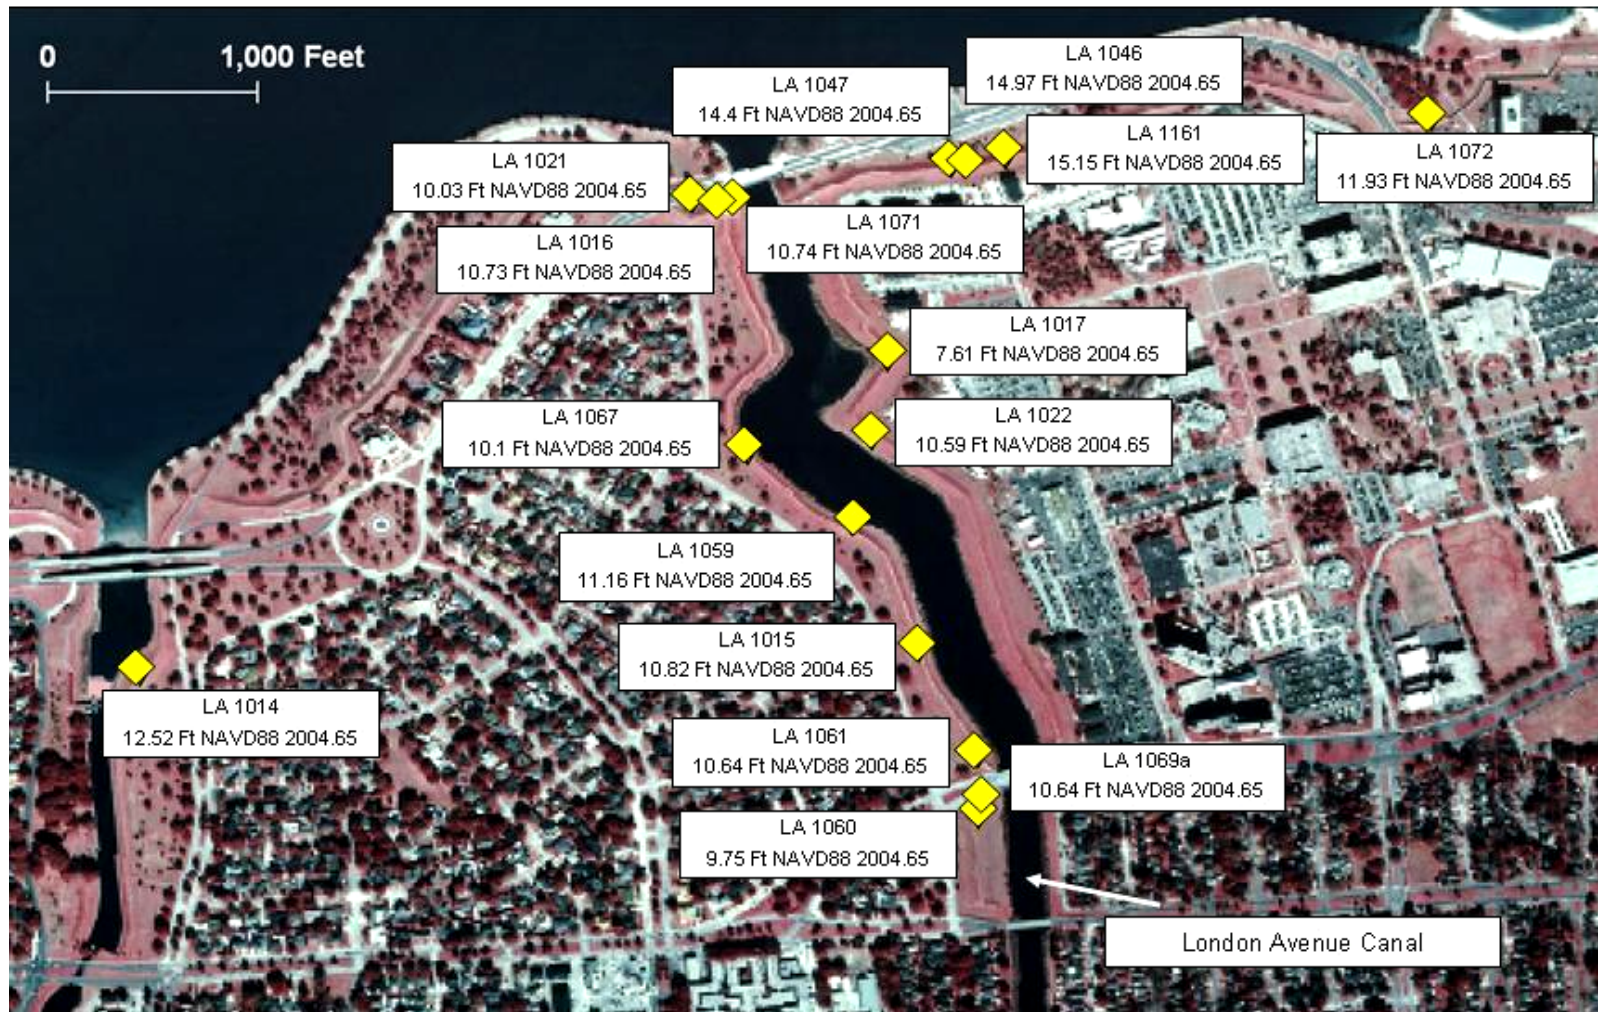 0 1,000 Feet
LA 1046
14.97 Ft NAVD88 2004.65
LA 1047
14.4 Ft NAVD88 2004.65
LA 1161
15.15 Ft NAVD88 2004.65
LA 1072
11.93 Ft NAVD88 2004.65
LA 1021
10.03 Ft NAVD88 2004.65
LA 1016
10.73 Ft NAVD88 2004.65
LA 1071
10.74 Ft NAVD88 2004.65
LA 1017
7.61 Ft NAVD88 2004.65
LA 1067
10.1 Ft NAVD88 2004.65
LA 1022
10.59 Ft NAVD88 2004.65
LA 1059
11.16 Ft NAVD88 2004.65
LA 1015
10.82 Ft NAVD88 2004.65
LA 1014
12.52 Ft NAVD88 2004.65
LA 1061
10.64 Ft NAVD88 2004.65
LA 1069a
10.64 Ft NAVD88 2004.65
LA 1060
9.75 Ft NAVD88 2004.65
London Avenue Canal